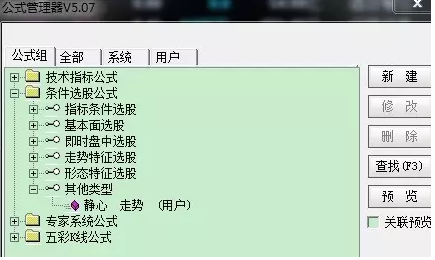 公式管理器V5.07
公式组 全部 系统 用户
技术指标公式
条件选股公式
指标条件选股
基本面选股
即时盘中选股
走势特征选股
形态特征选股
其他类型
静心 走势 (用户)
专家系统公式
五彩K线公式
新 建
修 改
删 除
查找(F3)
预 览
关联预览